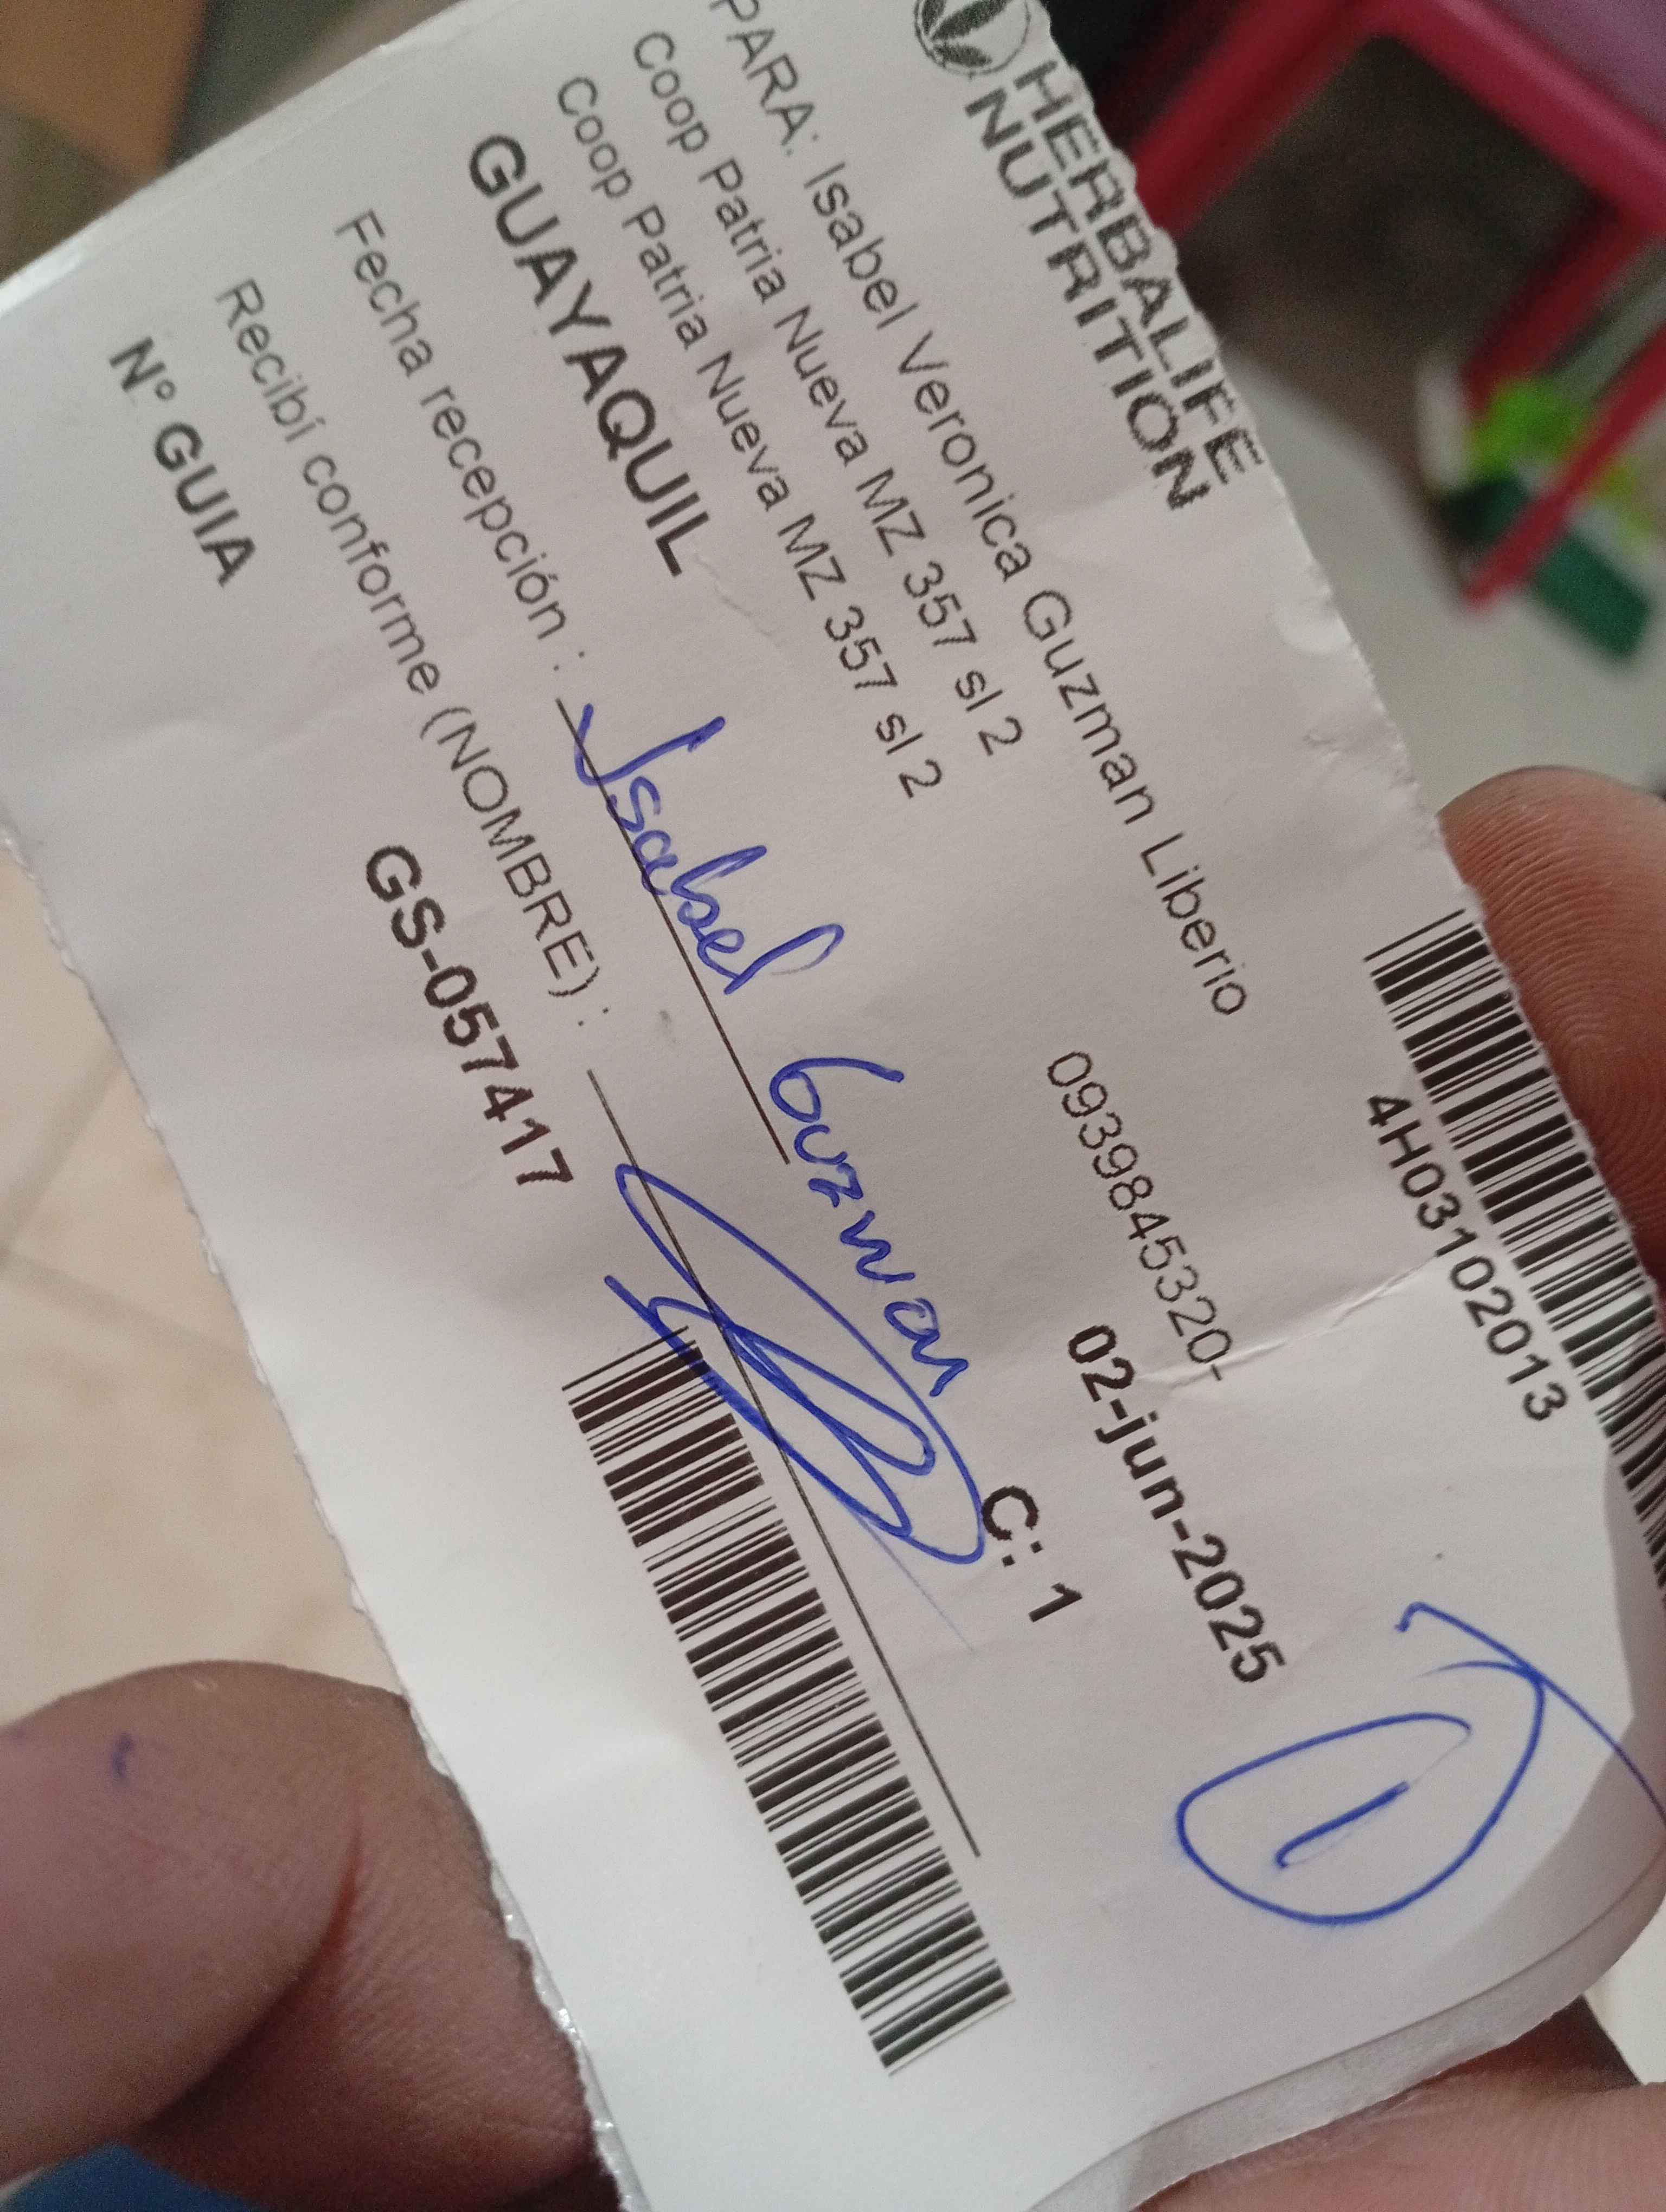 HERBALIFE
NUTRITION
4H03102013
PARA: Isabel Veronica Guzman Liberio
Coop Patria Nueva MZ 357 sl 2
0939845320-
Coop Patria Nueva MZ 357 sl 2
02-jun-2025
GUAYAQUIL
C: 1
Fecha recepción : Isabel Guzman
Recibí conforme (NOMBRE) :
N° GUIA GS-057417
1